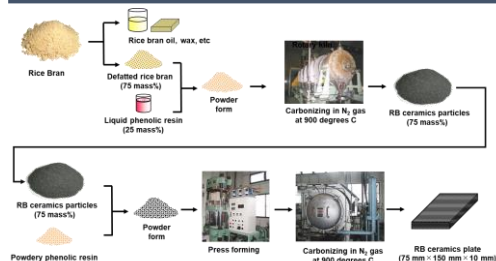 Rice Bran
Rice bran oil, wax, etc
Defatted rice bran
(75 mass%)
Liquid phenolic resin
(25 mass%)
Powder
form
Rotary kiln
Carbonizing in N₂ gas
at 900 degrees C
RB ceramics particles
(75 mass%)
RB ceramics particles
(75 mass%)
Powdery phenolic resin
Powder
form
Press forming
Carbonizing in N₂ gas
at 900 degrees C
RB ceramics plate
(75 mm × 150 mm × 10 mm)